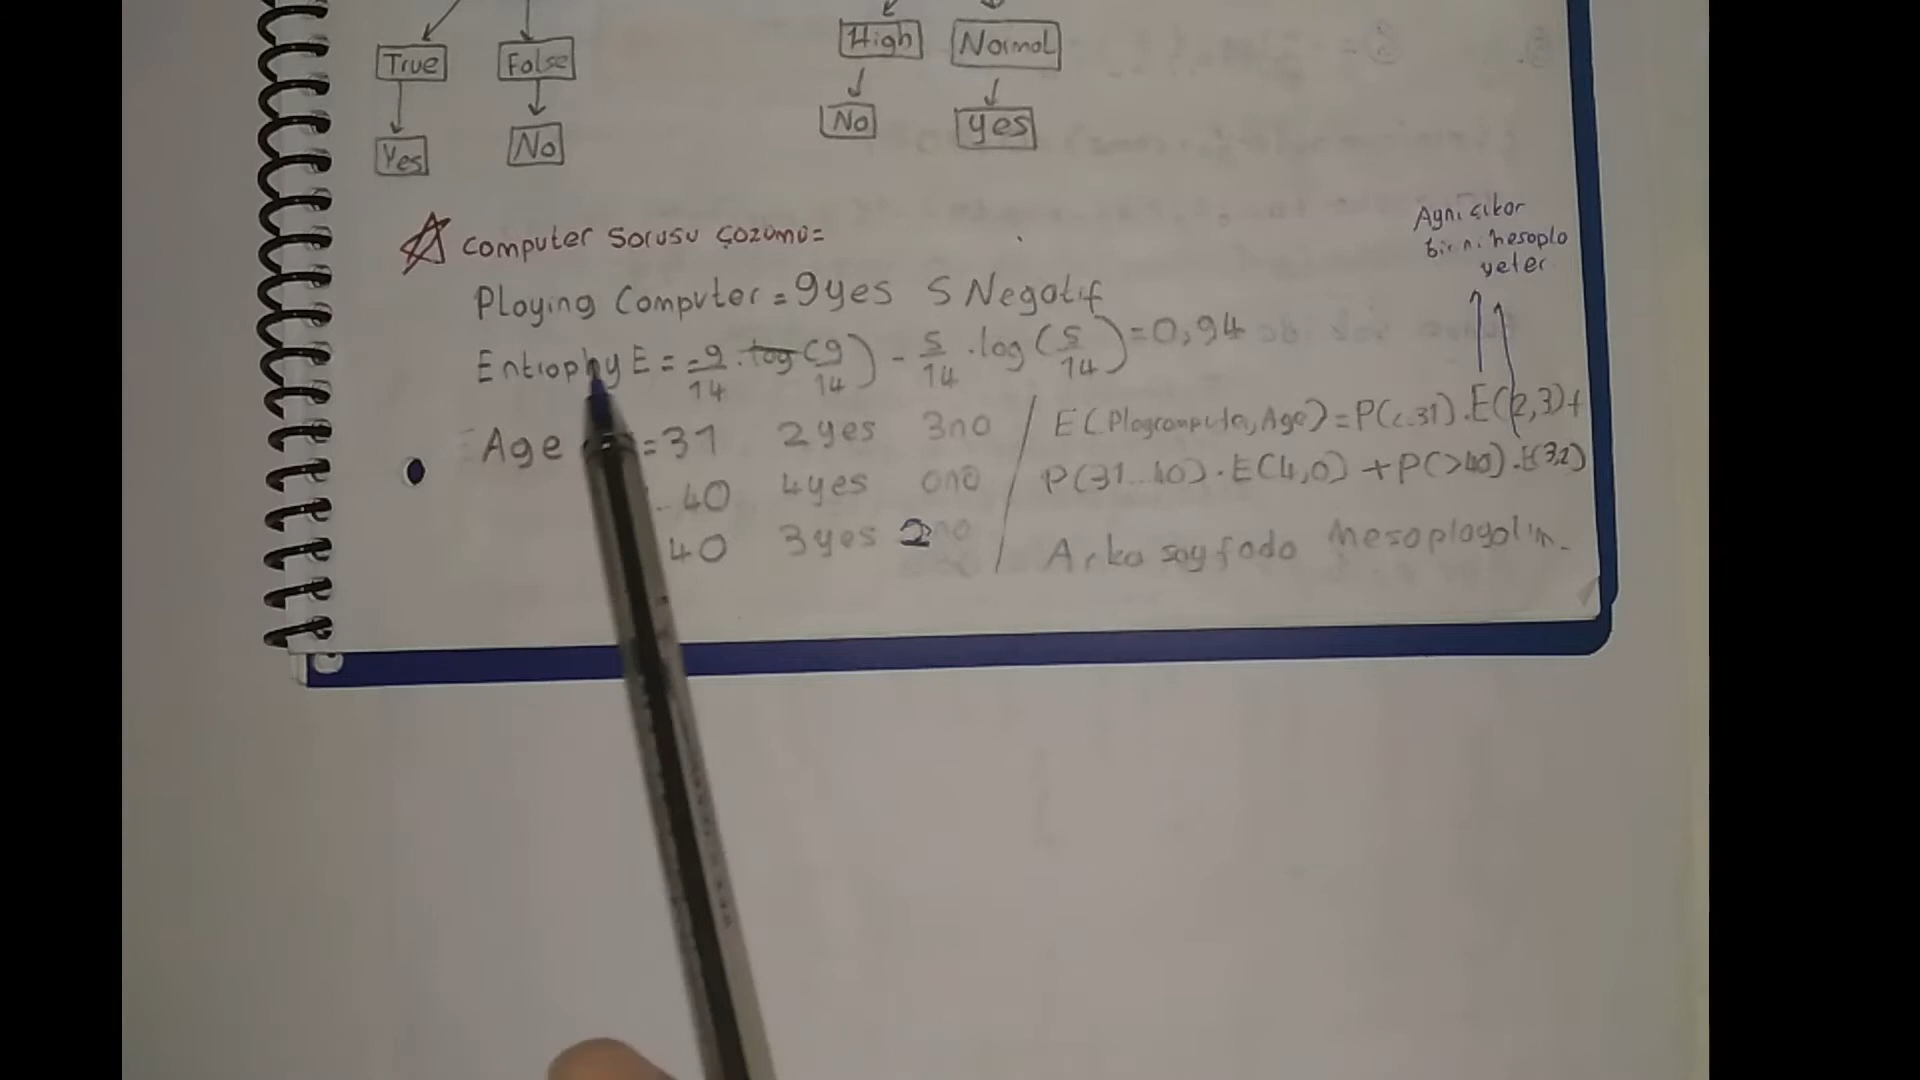 True False High Normal
Yes No No yes
Computer Sorusu Çözümü=
Playing Computer = 9yes 5 Negatif
Aynı çıkar
birini hesapla
yeter
Entrophy E = -9/14 . log(9/14) - 5/14 . log(5/14) = 0,94
Age =31 2yes 3no / E(Playcomputer, Age) = P(<.31) . E(2,3)+
..40 4yes 0no / P(31...40) . E(4,0) + P(>40) . E(3,2)
40 3yes 2no / Arka sayfada hesaplayalım.